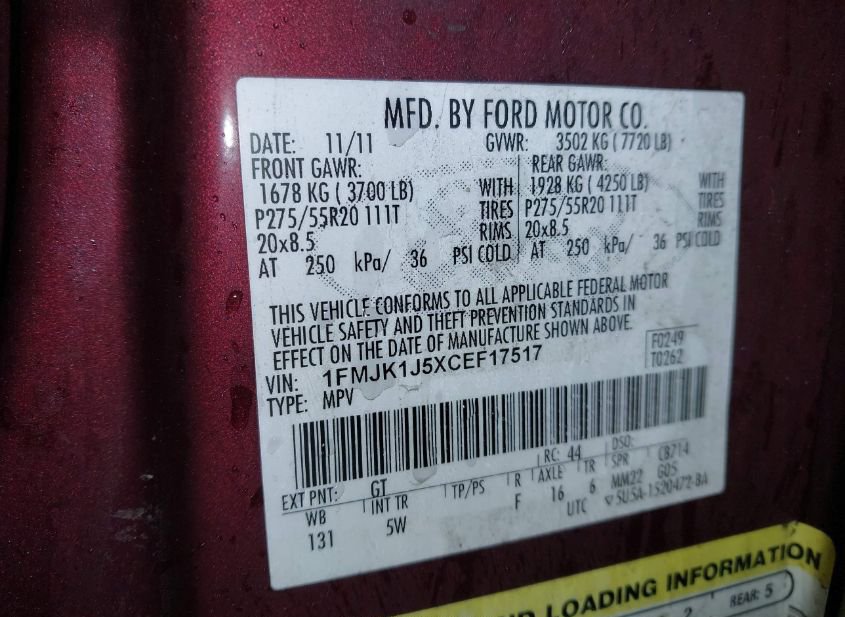 MFD. BY FORD MOTOR CO.
DATE: 11/11 GVWR: 3502 KG ( 7720 LB)
FRONT GAWR: REAR GAWR:
1678 KG ( 3700 LB) WITH 1928 KG ( 4250 LB) WITH
P275/55R20 111T TIRES P275/55R20 111T TIRES
20x8.5 RIMS 20x8.5 RIMS
AT 250 kPa/ 36 PSI COLD AT 250 kPa/ 36 PSI COLD
THIS VEHICLE CONFORMS TO ALL APPLICABLE FEDERAL MOTOR
VEHICLE SAFETY AND THEFT PREVENTION STANDARDS IN
EFFECT ON THE DATE OF MANUFACTURE SHOWN ABOVE.
VIN: 1FMJK1J5XCEF17517 F0249
TYPE: MPV T0262
RC: 44 DSO:
EXT PNT: GT CB714
WB INT TR TP/PS R AXLE TR SPR
131 5W F 16 6 MM22 G05
UTC 5U5A-1520472-BA
LOADING INFORMATION
2 REAR: 5